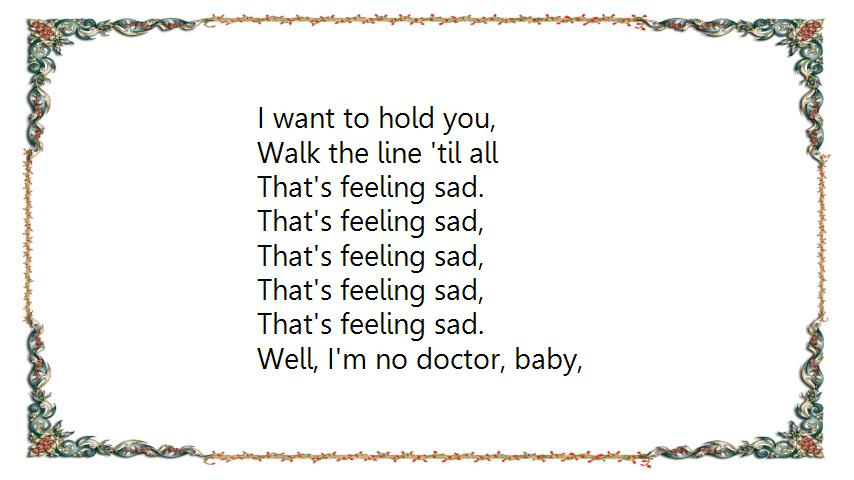 I want to hold you,
Walk the line 'til all
That's feeling sad.
That's feeling sad,
That's feeling sad,
That's feeling sad,
That's feeling sad.
Well, I'm no doctor, baby,